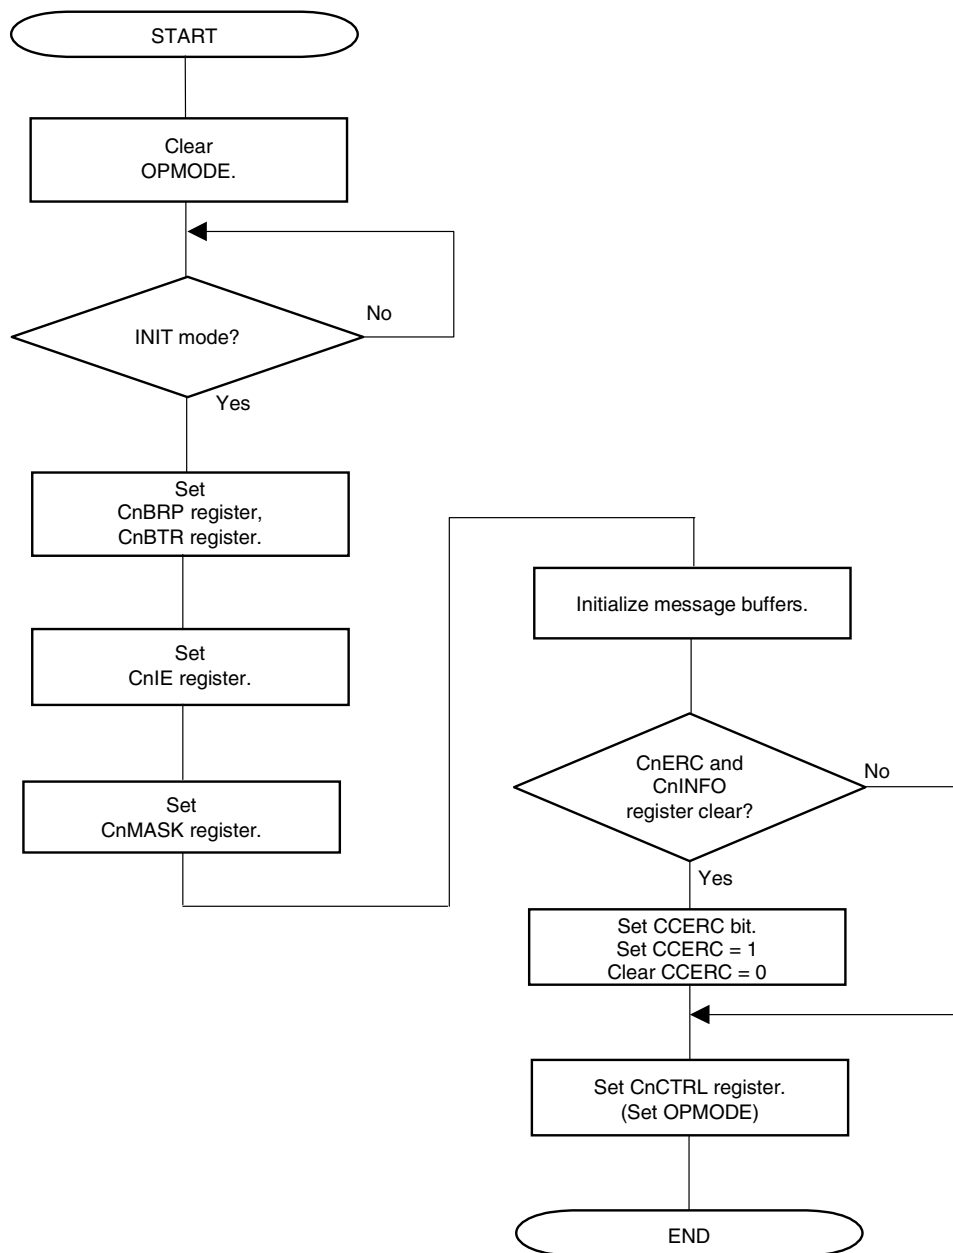 START
Clear
OPMODE.
INIT mode?
No
Yes
Set
CnBRP register,
CnBTR register.
Set
CnIE register.
Set
CnMASK register.
Initialize message buffers.
CnERC and
CnINFO
register clear?
No
Yes
Set CCERC bit.
Set CCERC = 1
Clear CCERC = 0
Set CnCTRL register.
(Set OPMODE)
END